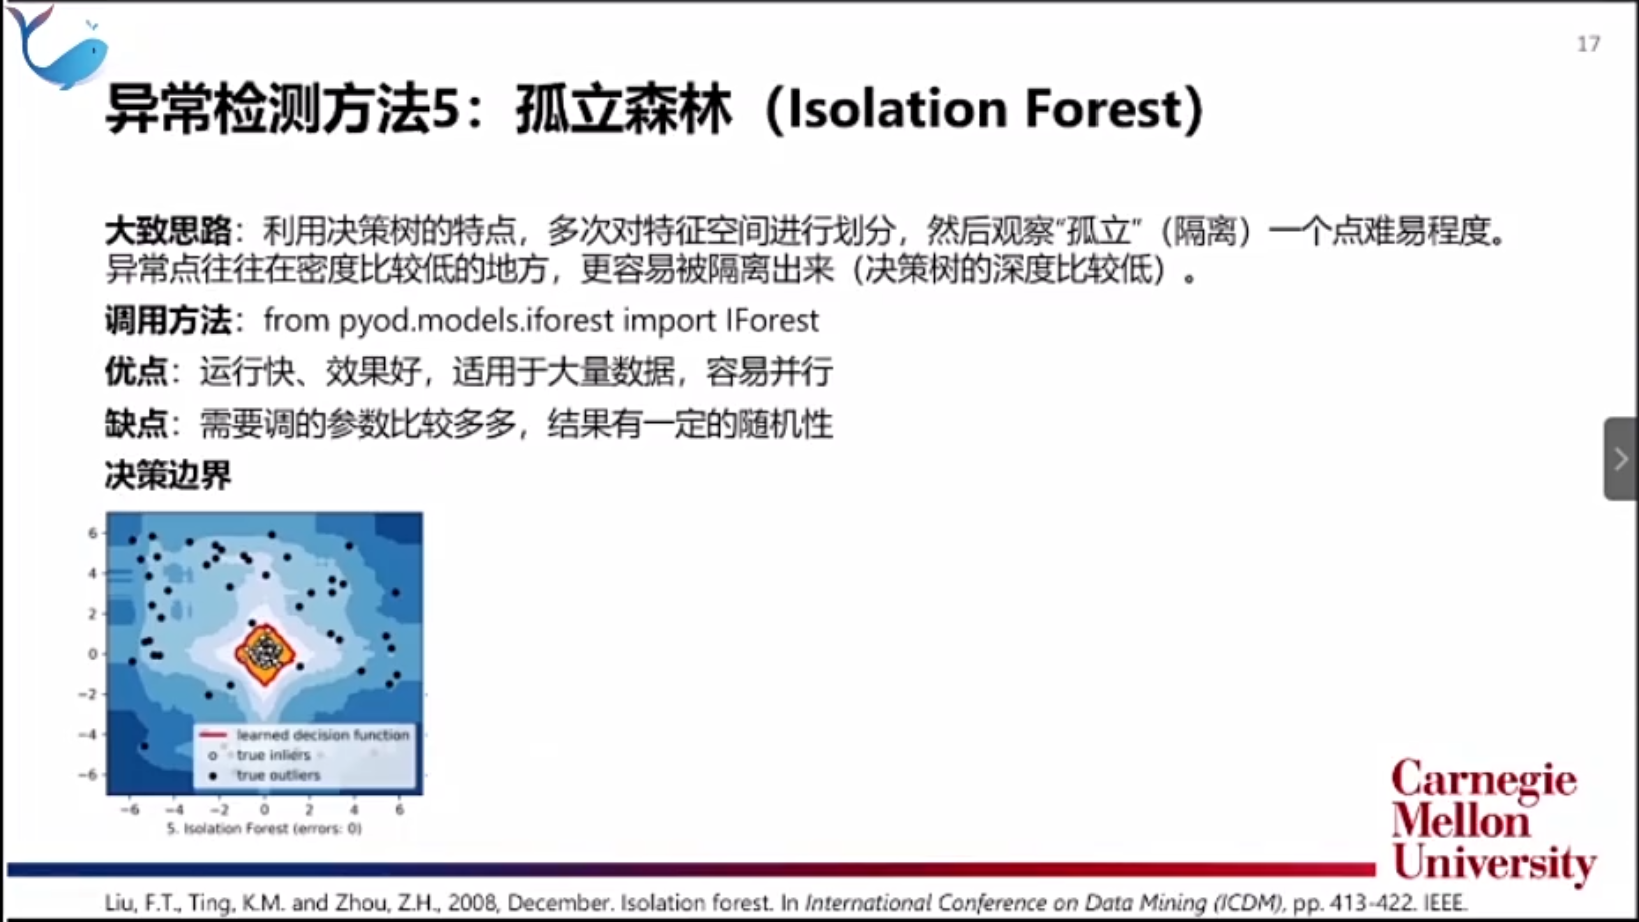 17
异常检测方法5：孤立森林（Isolation Forest）
大致思路：利用决策树的特点，多次对特征空间进行划分，然后观察“孤立”（隔离）一个点难易程度。
异常点往往在密度比较低的地方，更容易被隔离出来（决策树的深度比较低）。
调用方法：from pyod.models.iforest import IForest
优点：运行快、效果好，适用于大量数据，容易并行
缺点：需要调的参数比较多多，结果有一定的随机性
决策边界
6
4
2
0
−2
−4
−6
learned decision function
true inliers
true outliers
−6 −4 −2 0 2 4 6
5. Isolation Forest (errors: 0)
Carnegie
Mellon
University
Liu, F.T., Ting, K.M. and Zhou, Z.H., 2008, December. Isolation forest. In International Conference on Data Mining (ICDM), pp. 413-422. IEEE.